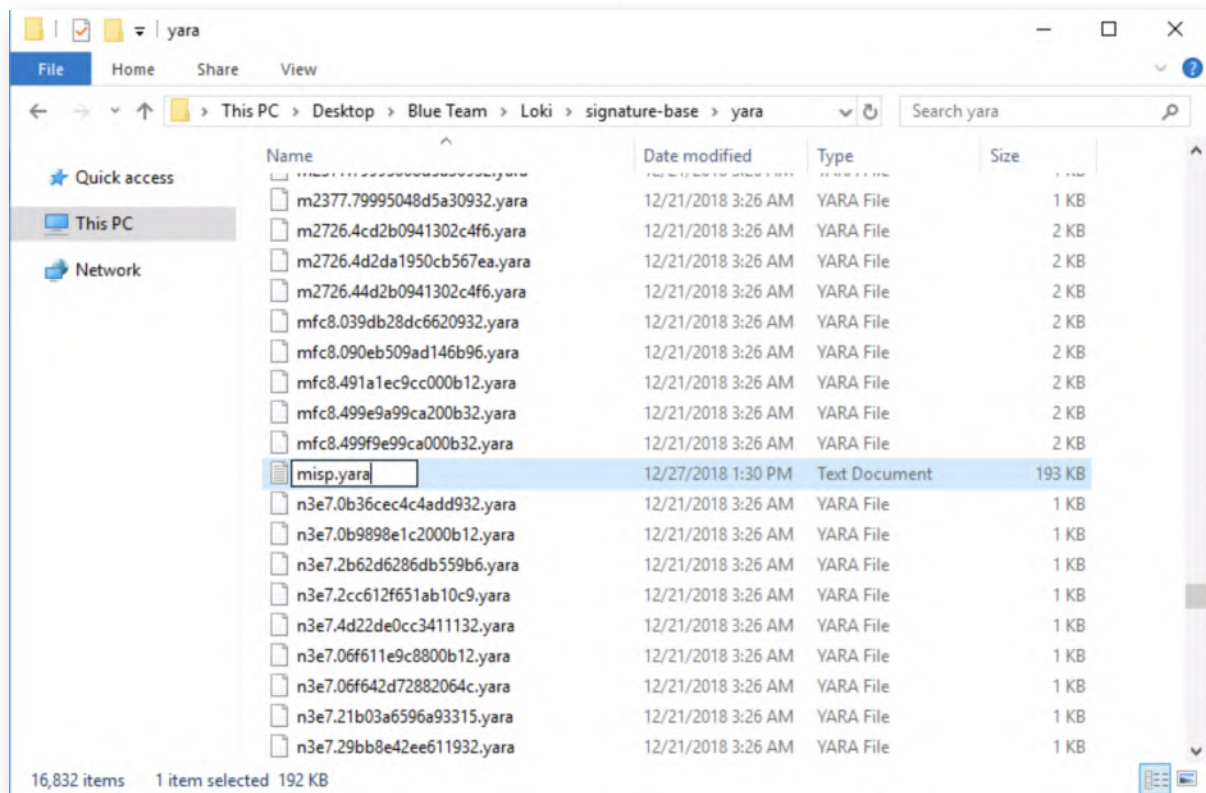 yara
File Home Share View
This PC > Desktop > Blue Team > Loki > signature-base > yara Search yara
Name Date modified Type Size
Quick access
This PC
Network
m2377.79995048d5a30932.yara 12/21/2018 3:26 AM YARA File 1 KB
m2726.4cd2b0941302c4f6.yara 12/21/2018 3:26 AM YARA File 2 KB
m2726.4d2da1950cb567ea.yara 12/21/2018 3:26 AM YARA File 2 KB
m2726.44d2b0941302c4f6.yara 12/21/2018 3:26 AM YARA File 2 KB
mfc8.039db28dc6620932.yara 12/21/2018 3:26 AM YARA File 2 KB
mfc8.090eb509ad146b96.yara 12/21/2018 3:26 AM YARA File 2 KB
mfc8.491a1ec9cc000b12.yara 12/21/2018 3:26 AM YARA File 2 KB
mfc8.499e9a99ca200b32.yara 12/21/2018 3:26 AM YARA File 2 KB
mfc8.499f9e99ca000b32.yara 12/21/2018 3:26 AM YARA File 2 KB
misp.yara 12/27/2018 1:30 PM Text Document 193 KB
n3e7.0b36cec4c4add932.yara 12/21/2018 3:26 AM YARA File 1 KB
n3e7.0b9898e1c2000b12.yara 12/21/2018 3:26 AM YARA File 1 KB
n3e7.2b62d6286db559b6.yara 12/21/2018 3:26 AM YARA File 1 KB
n3e7.2cc612f651ab10c9.yara 12/21/2018 3:26 AM YARA File 1 KB
n3e7.4d22de0cc3411132.yara 12/21/2018 3:26 AM YARA File 1 KB
n3e7.06f611e9c8800b12.yara 12/21/2018 3:26 AM YARA File 1 KB
n3e7.06f642d72882064c.yara 12/21/2018 3:26 AM YARA File 1 KB
n3e7.21b03a6596a93315.yara 12/21/2018 3:26 AM YARA File 1 KB
n3e7.29bb8e42ee611932.yara 12/21/2018 3:26 AM YARA File 1 KB
16,832 items 1 item selected 192 KB